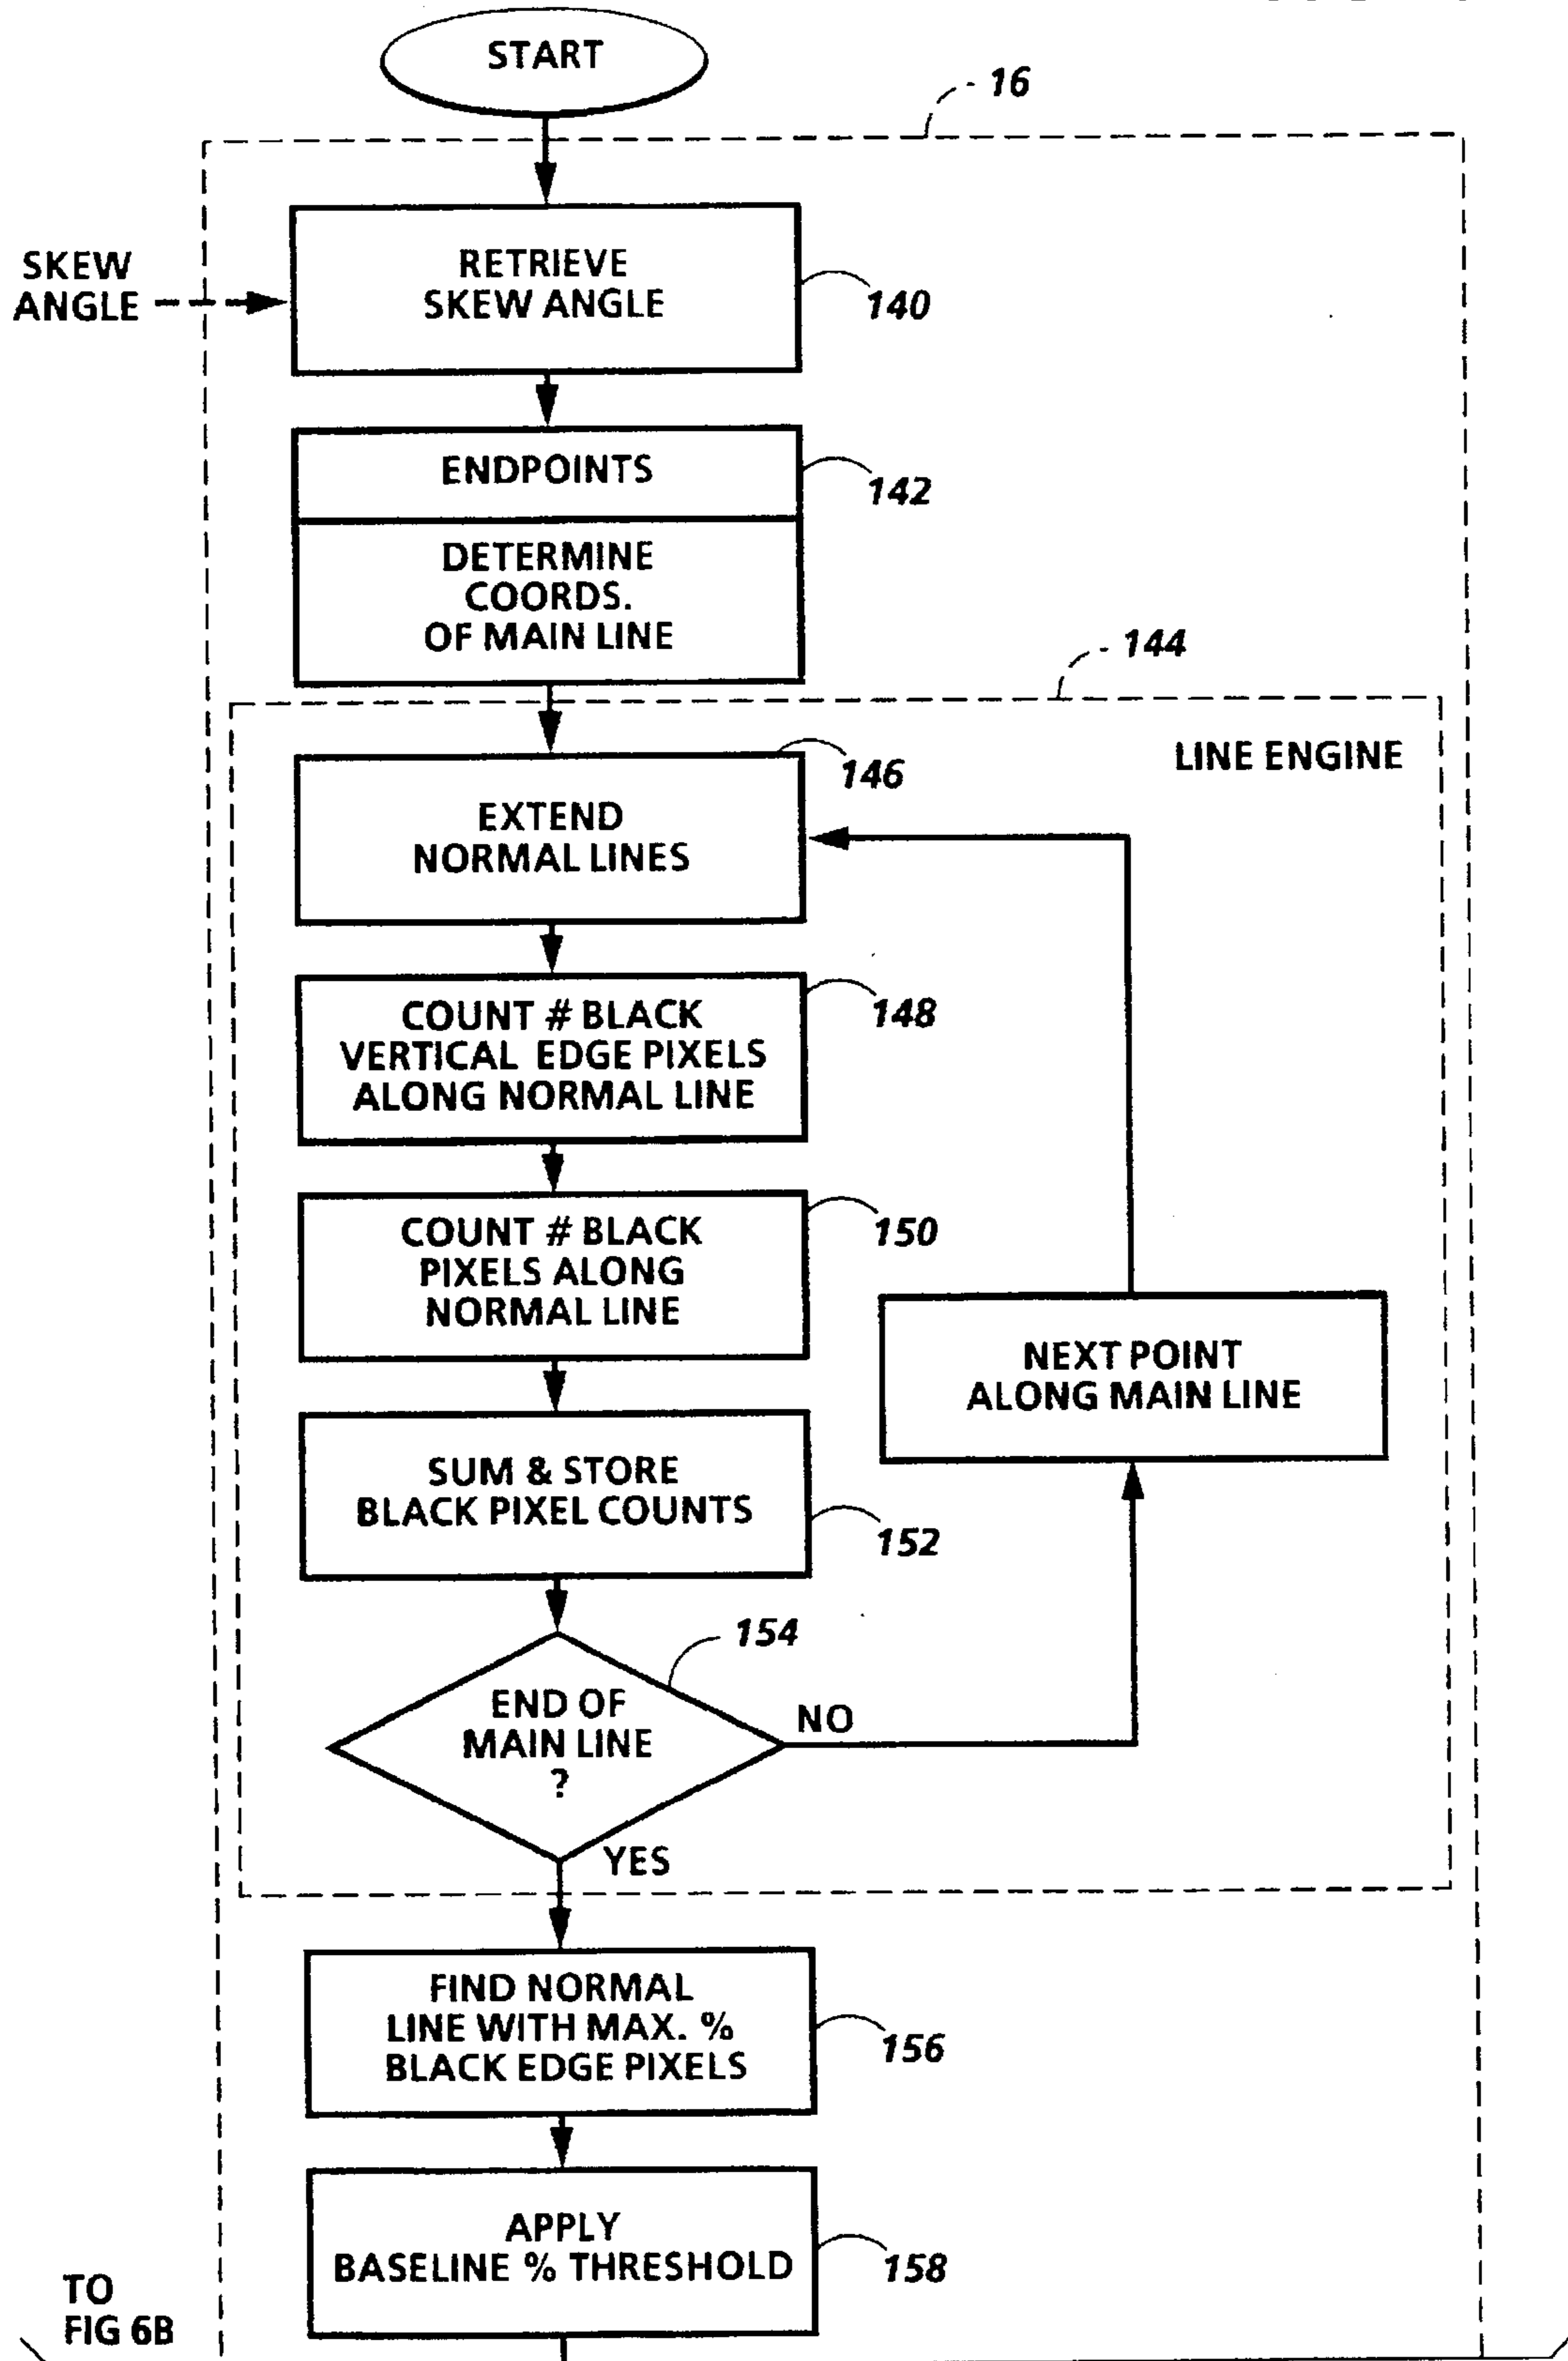 START
16
SKEW
ANGLE
RETRIEVE
SKEW ANGLE
140
ENDPOINTS
142
DETERMINE
COORDS.
OF MAIN LINE
144
LINE ENGINE
146
EXTEND
NORMAL LINES
COUNT # BLACK
VERTICAL EDGE PIXELS
ALONG NORMAL LINE
148
COUNT # BLACK
PIXELS ALONG
NORMAL LINE
150
NEXT POINT
ALONG MAIN LINE
SUM & STORE
BLACK PIXEL COUNTS
152
154
END OF
MAIN LINE
?
NO
YES
FIND NORMAL
LINE WITH MAX. %
BLACK EDGE PIXELS
156
APPLY
BASELINE % THRESHOLD
158
TO
FIG 6B